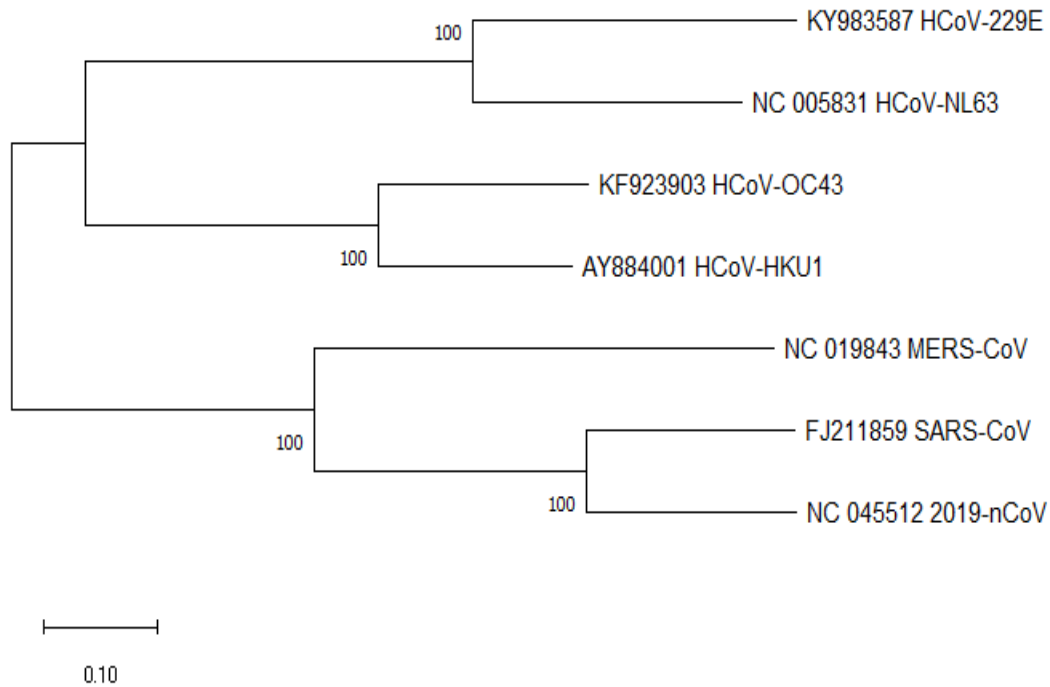 100
KY983587 HCoV-229E
NC 005831 HCoV-NL63
KF923903 HCoV-OC43
100
AY884001 HCoV-HKU1
NC 019843 MERS-CoV
100
FJ211859 SARS-CoV
100
NC 045512 2019-nCoV
0.10